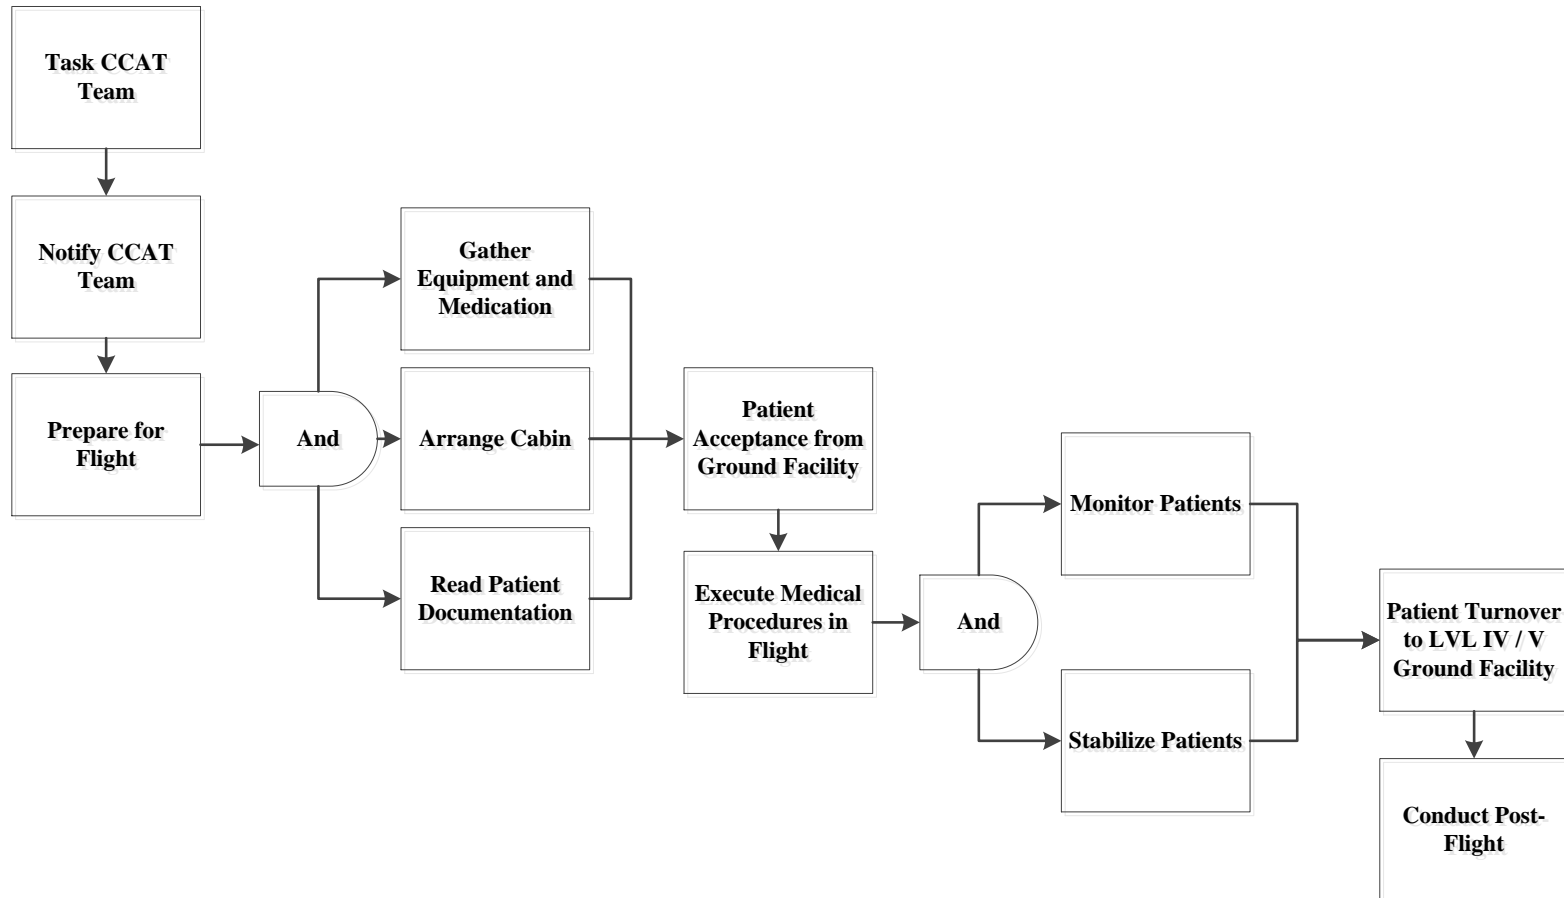 Task CCAT
Team
Notify CCAT
Team
Prepare for
Flight
And
Gather
Equipment and
Medication
Arrange Cabin
Read Patient
Documentation
Patient
Acceptance from
Ground Facility
Execute Medical
Procedures in
Flight
And
Monitor Patients
Stabilize Patients
Patient Turnover
to LVL IV / V
Ground Facility
Conduct Post-
Flight